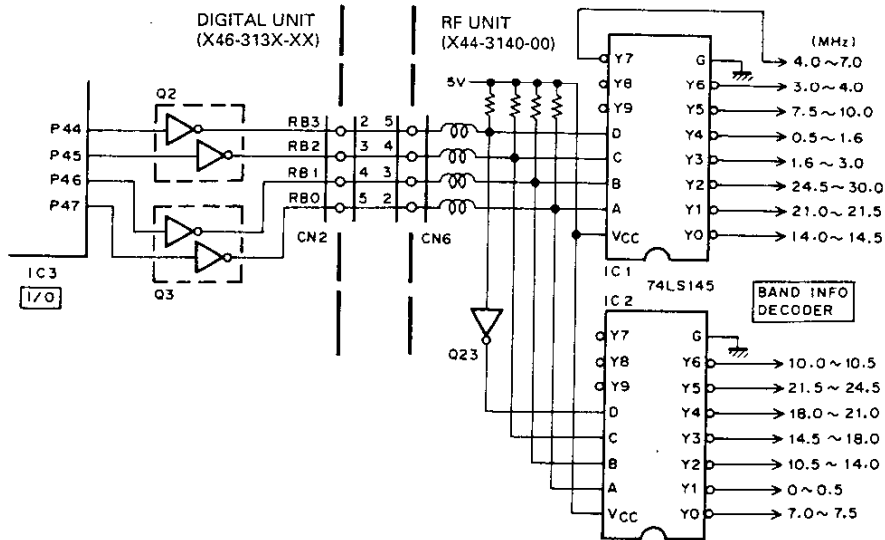 DIGITAL UNIT
(X46-313X-XX)
RF UNIT
(X44-3140-00)
(MHz)
Q2
P44
P45
P46
P47
IC3
I/O
Q3
RB3 2 5
RB2 3 4
RB1 4 3
RB0 5 2
CN2
CN6
5V
Y7
Y8
Y9
D
C
B
A
VCC
G
Y6
Y5
Y4
Y3
Y2
Y1
Y0
4.0~7.0
3.0~4.0
7.5~10.0
0.5~1.6
1.6~3.0
24.5~30.0
21.0~21.5
14.0~14.5
IC1
74LS145
IC2
BAND INFO
DECODER
Q23
Y7
Y8
Y9
D
C
B
A
VCC
G
Y6
Y5
Y4
Y3
Y2
Y1
Y0
10.0~10.5
21.5~24.5
18.0~21.0
14.5~18.0
10.5~14.0
0~0.5
7.0~7.5